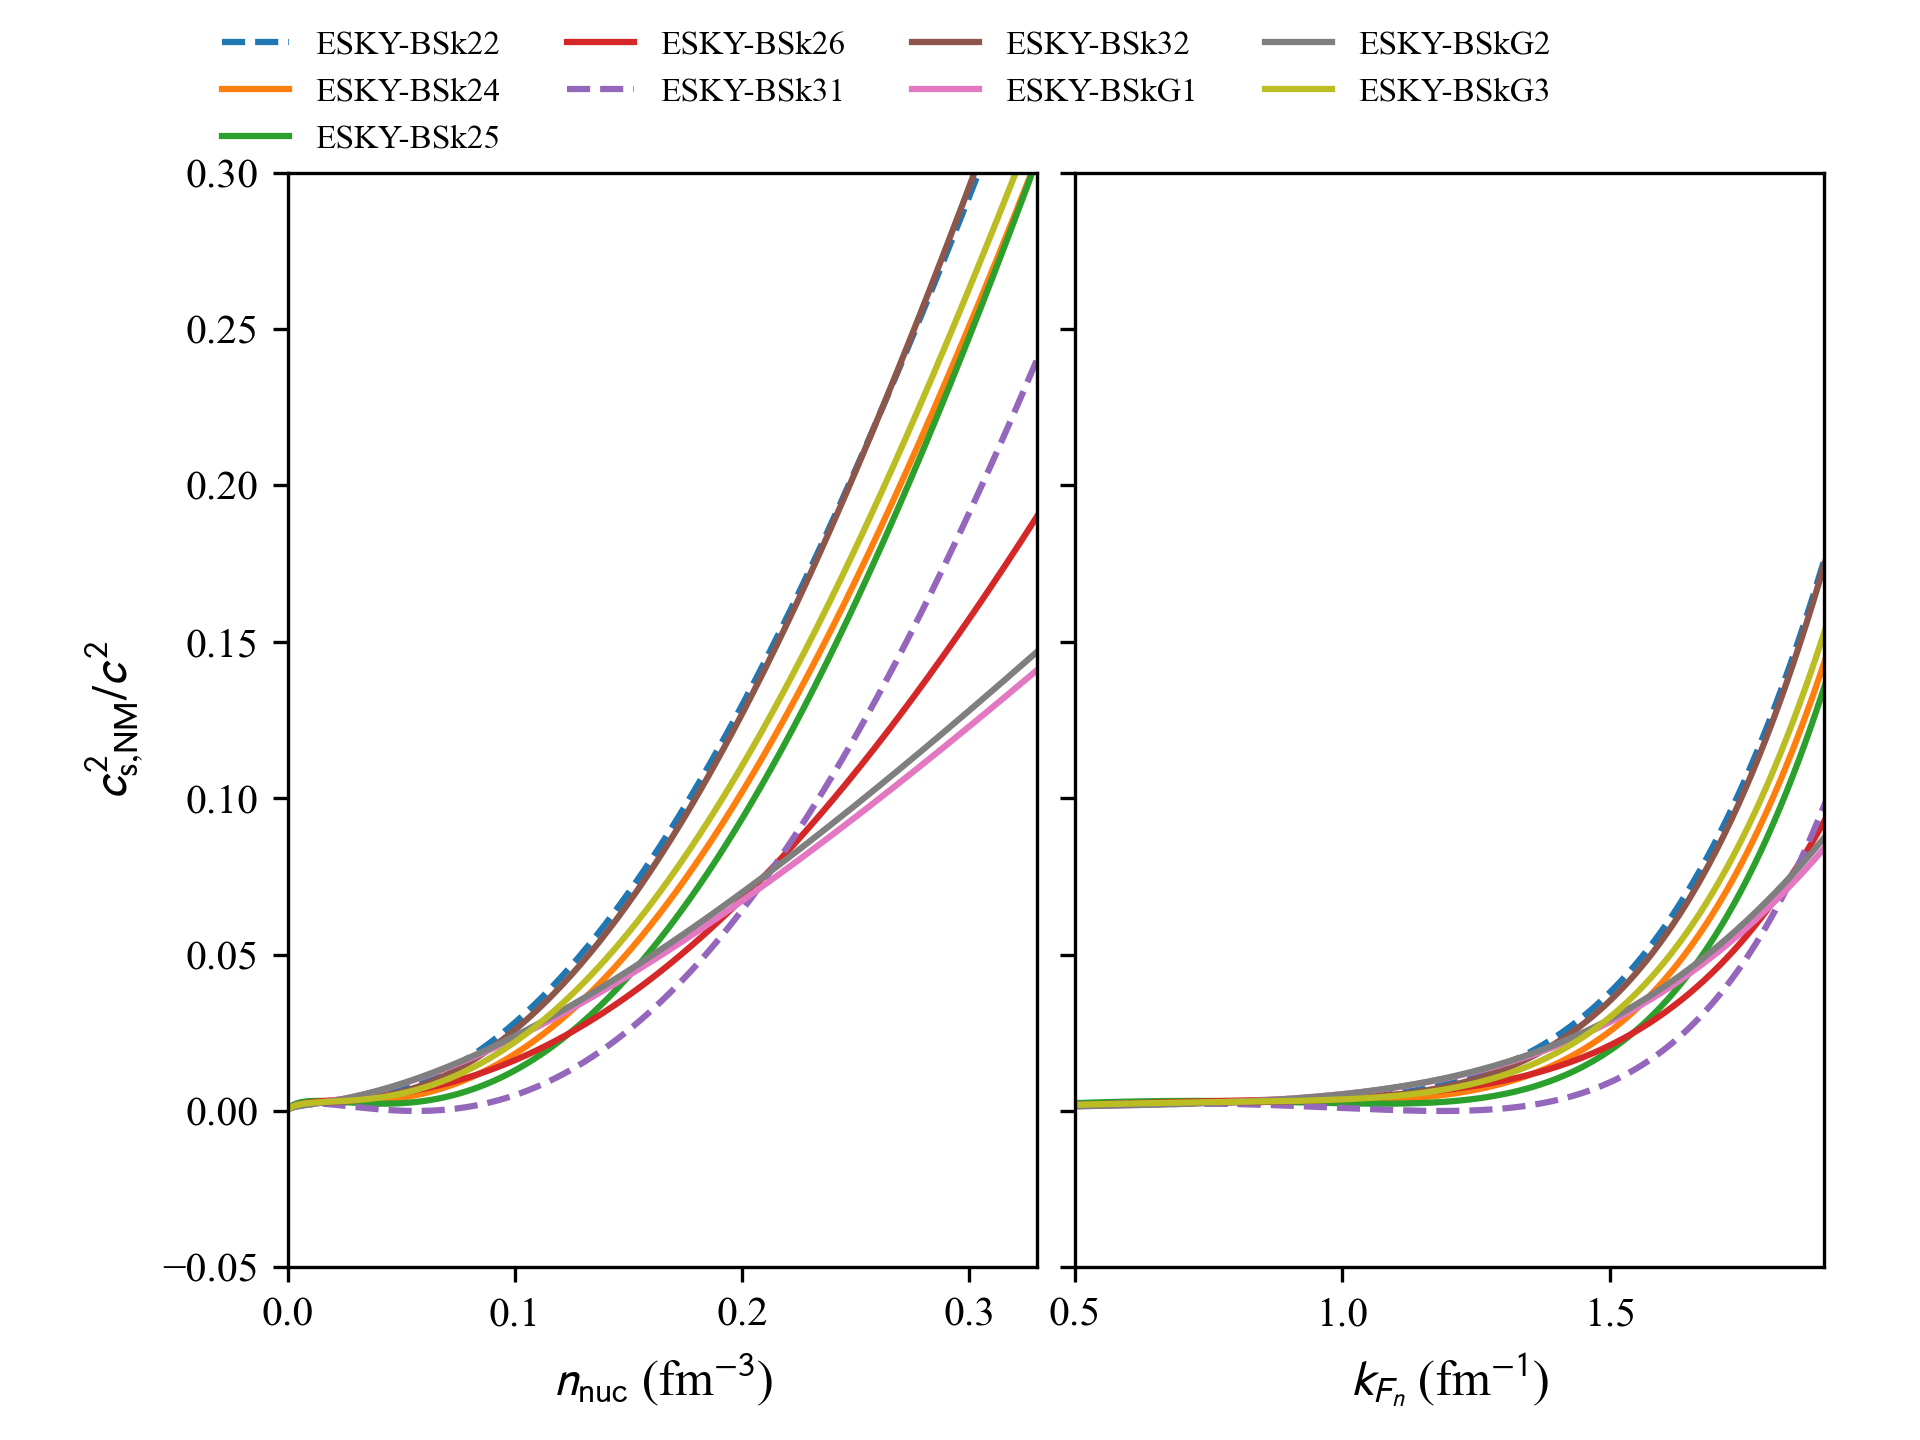 ESKY-BSk22 ESKY-BSk26 ESKY-BSk32 ESKY-BSkG2
ESKY-BSk24 ESKY-BSk31 ESKY-BSkG1 ESKY-BSkG3
ESKY-BSk25
0.30
0.25
0.20
0.15
0.10
0.05
0.00
−0.05
c²s,NM/c²
0.0 0.1 0.2 0.3 0.5 1.0 1.5
nnuc (fm⁻³) kFn (fm⁻¹)